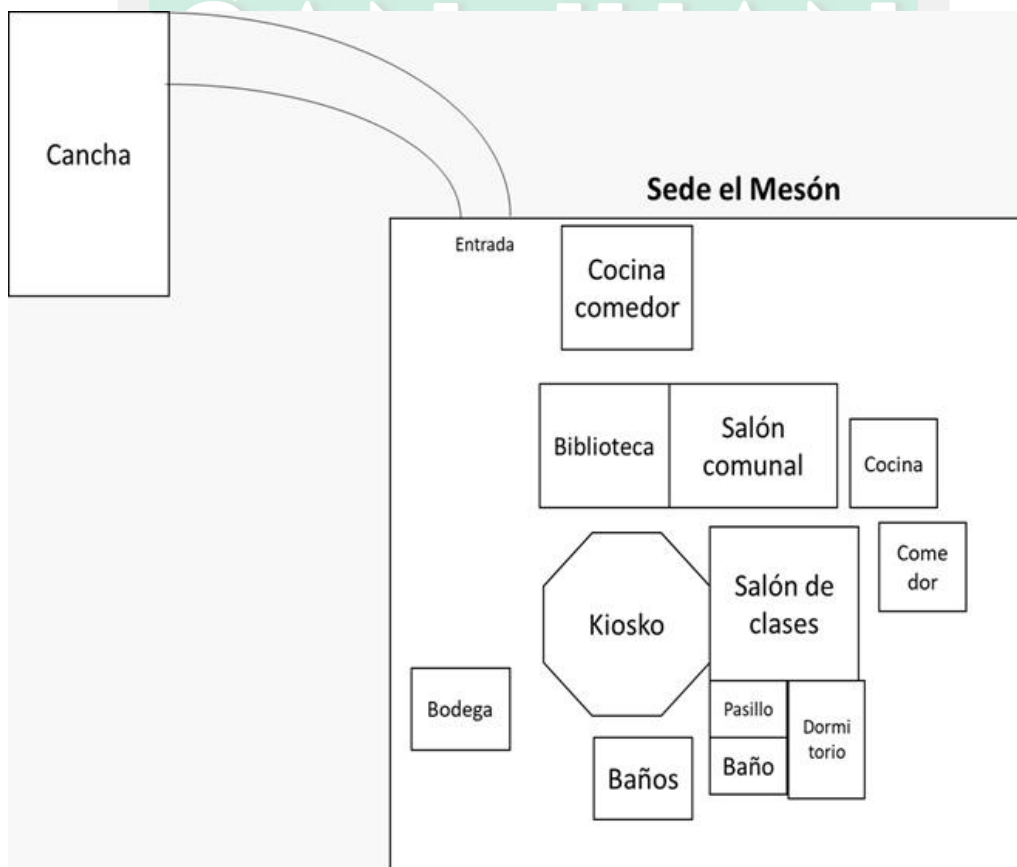 Cancha
Sede el Mesón
Entrada
Cocina
comedor
Biblioteca
Salón
comunal
Cocina
Come
dor
Salón de
clases
Kiosko
Bodega
Pasillo
Dormi
torio
Baño
Baños